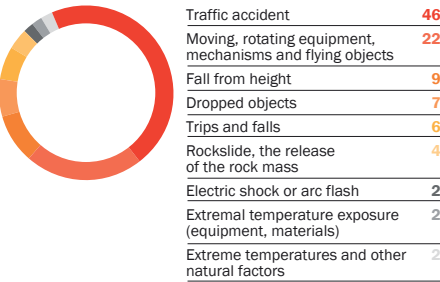 Traffic accident 46
Moving, rotating equipment, 22
mechanisms and flying objects
Fall from height 9
Dropped objects 7
Trips and falls 6
Rockslide, the release 4
of the rock mass
Electric shock or arc flash 2
Extremal temperature exposure 2
(equipment, materials)
Extreme temperatures and other 2
natural factors